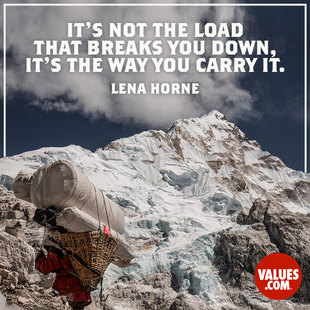 IT'S NOT THE LOAD
THAT BREAKS YOU DOWN,
IT'S THE WAY YOU CARRY IT.
LENA HORNE
VALUES
.COM